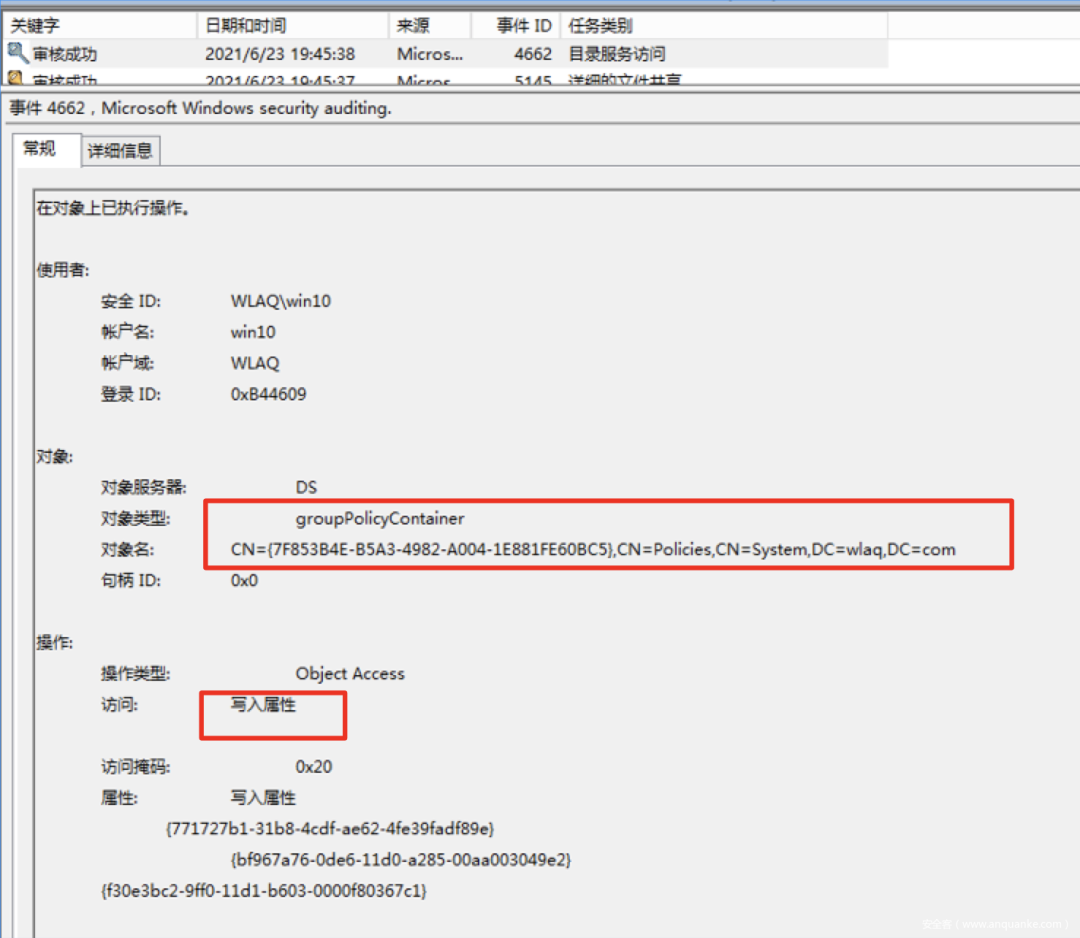 关键字 日期和时间 来源 事件 ID 任务类别
审核成功 2021/6/23 19:45:38 Micros... 4662 目录服务访问
审核成功 2021/6/23 19:45:37 Micros... 5145 详细的文件共享
事件 4662，Microsoft Windows security auditing.
常规 详细信息
在对象上已执行操作。
使用者:
安全 ID: WLAQ\win10
帐户名: win10
帐户域: WLAQ
登录 ID: 0xB44609
对象:
对象服务器: DS
对象类型: groupPolicyContainer
对象名: CN={7F853B4E-B5A3-4982-A004-1E881FE60BC5},CN=Policies,CN=System,DC=wlaq,DC=com
句柄 ID: 0x0
操作:
操作类型: Object Access
访问: 写入属性
访问掩码: 0x20
属性: 写入属性
{771727b1-31b8-4cdf-ae62-4fe39fadf89e}
{bf967a76-0de6-11d0-a285-00aa003049e2}
{f30e3bc2-9ff0-11d1-b603-0000f80367c1}
安全客 ( www.anquanke.com )